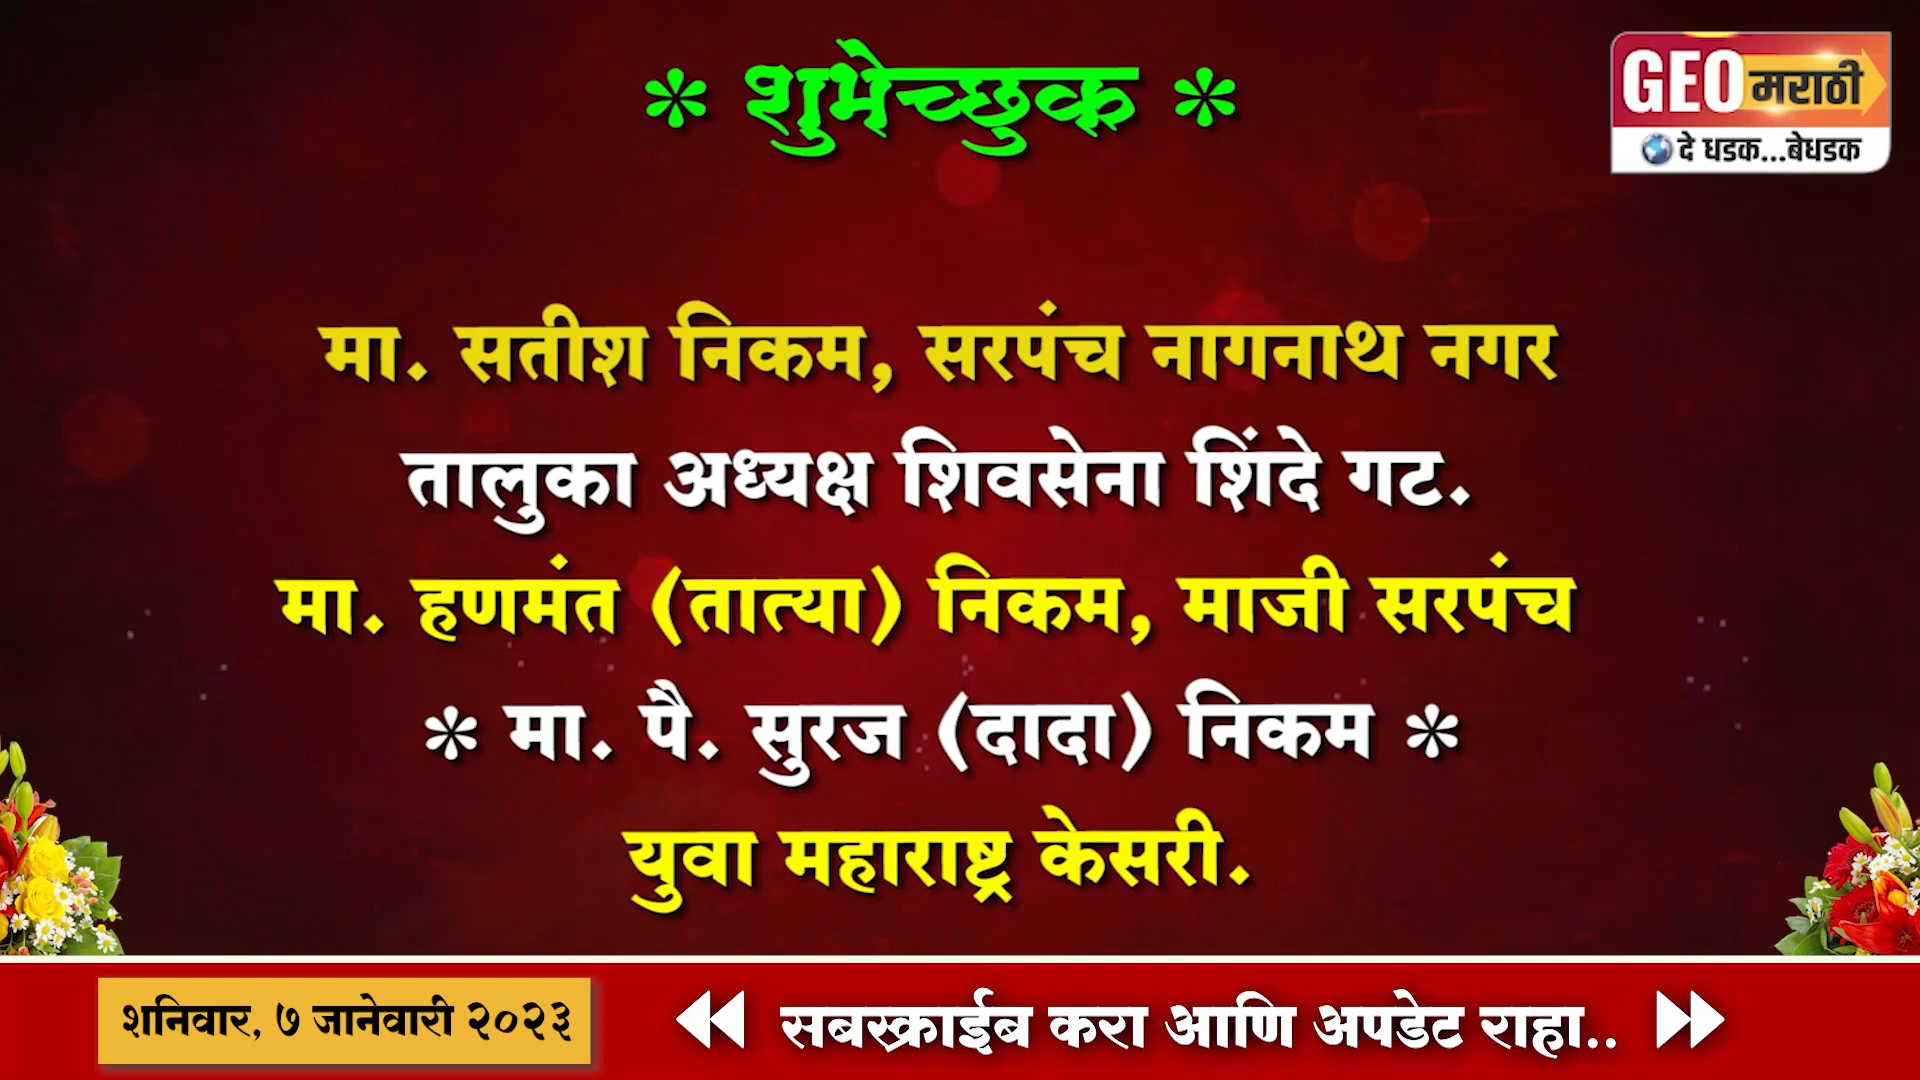 * शुभेच्छुक *
GEO मराठी
दे धडक...बेधडक
मा. सतीश निकम, सरपंच नागनाथ नगर
तालुका अध्यक्ष शिवसेना शिंदे गट.
मा. हणमंत (तात्या) निकम, माजी सरपंच
* मा. पै. सुरज (दादा) निकम *
युवा महाराष्ट्र केसरी.
शनिवार, ७ जानेवारी २०२३
सबस्क्राईब करा आणि अपडेट राहा..